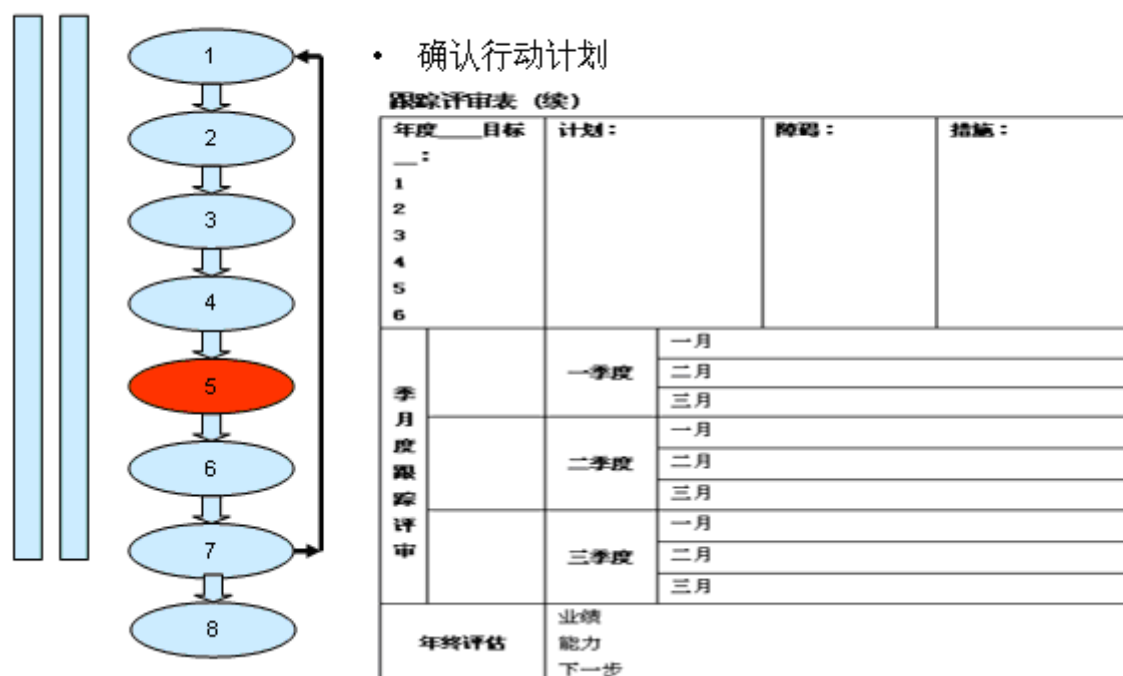 1
2
3
4
5
6
7
8
• 确认行动计划
跟踪评审表（续）
年度____目标__： 计划： 障碍： 措施：
1
2
3
4
5
6
季月度跟踪评审
一季度
一月
二月
三月
二季度
一月
二月
三月
三季度
一月
二月
三月
年终评估
业绩
能力
下一步